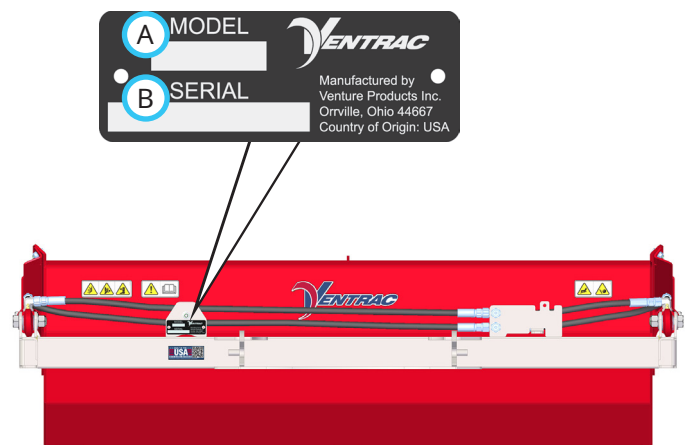 A MODEL
VENTRAC
B SERIAL
Manufactured by
Venture Products Inc.
Orrville, Ohio 44667
Country of Origin: USA
VENTRAC
USA